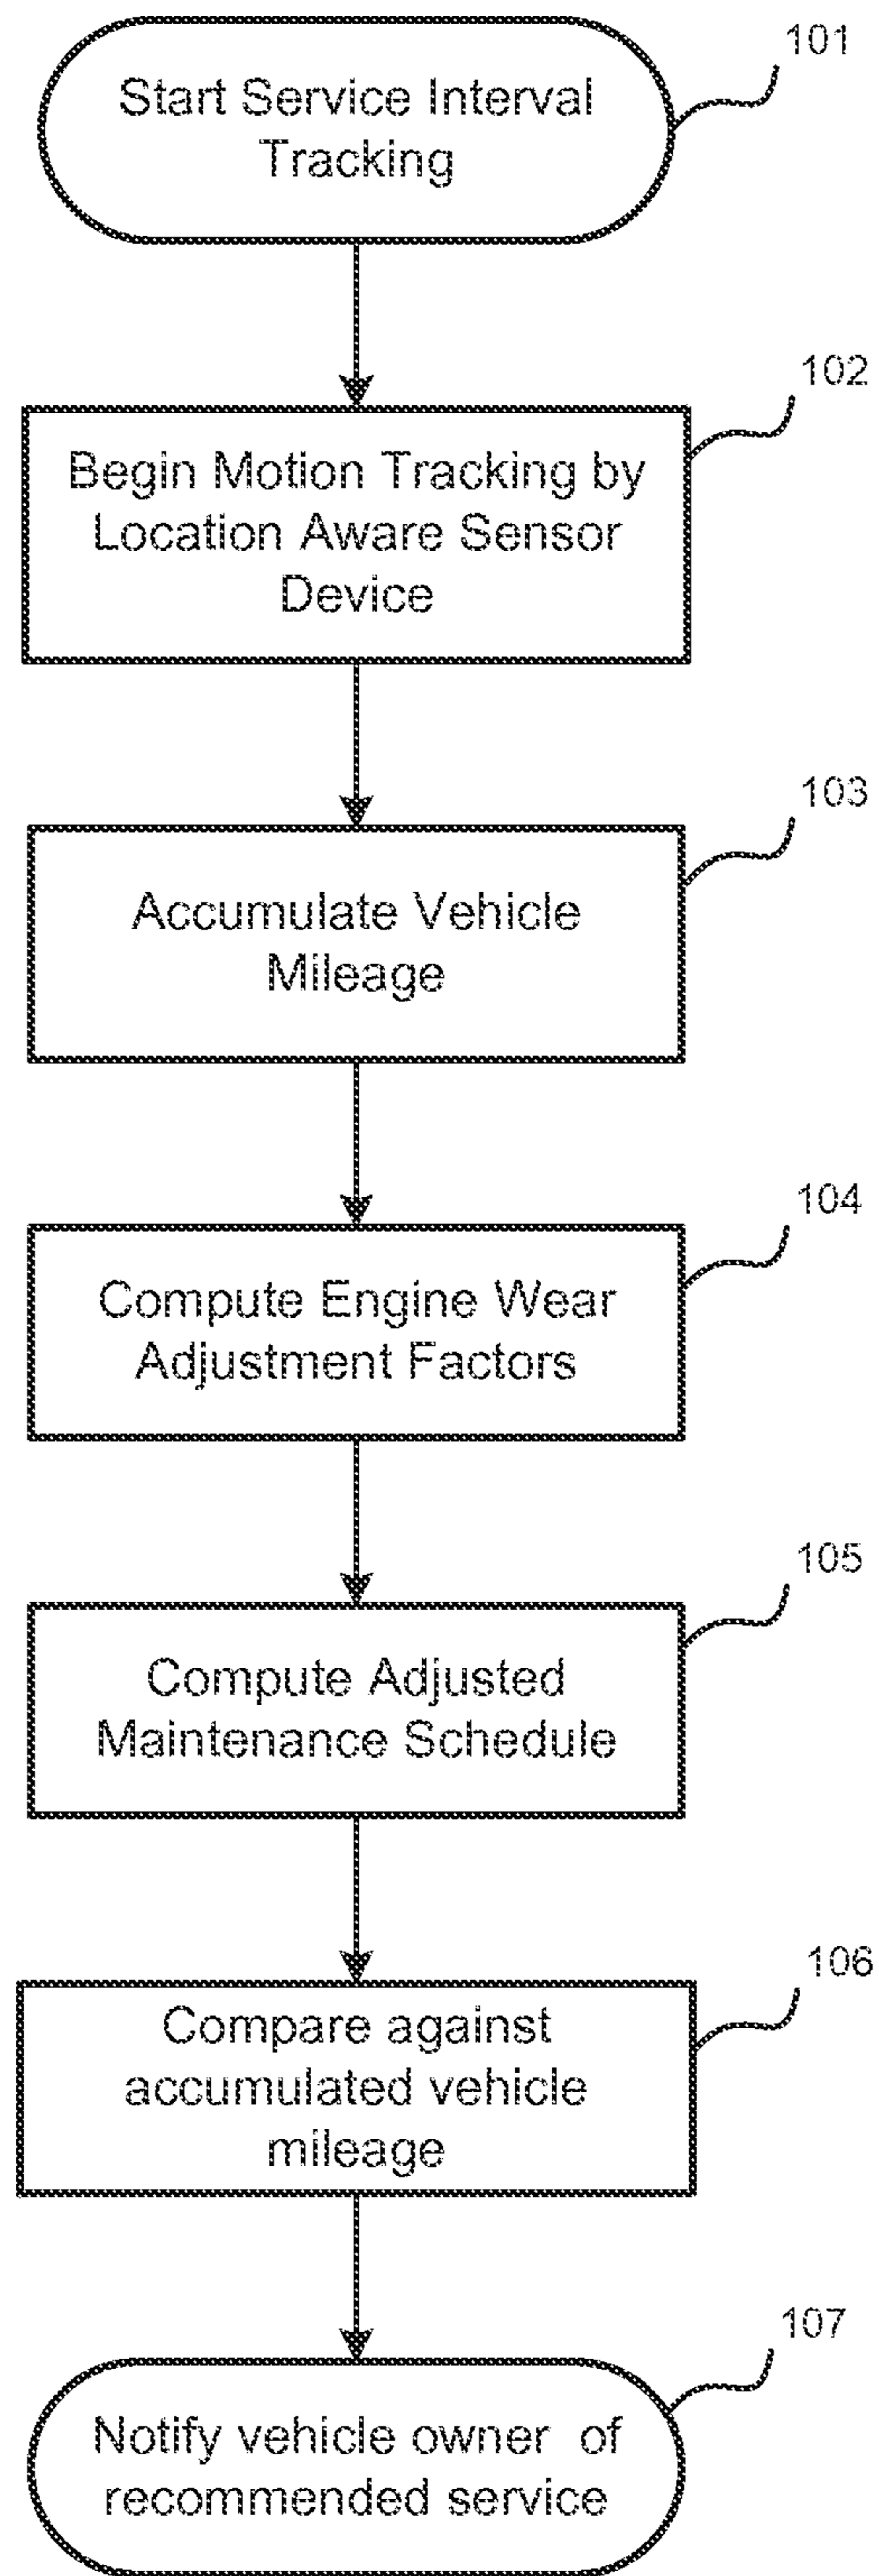 101
Start Service Interval
Tracking
102
Begin Motion Tracking by
Location Aware Sensor
Device
103
Accumulate Vehicle
Mileage
104
Compute Engine Wear
Adjustment Factors
105
Compute Adjusted
Maintenance Schedule
106
Compare against
accumulated vehicle
mileage
107
Notify vehicle owner of
recommended service